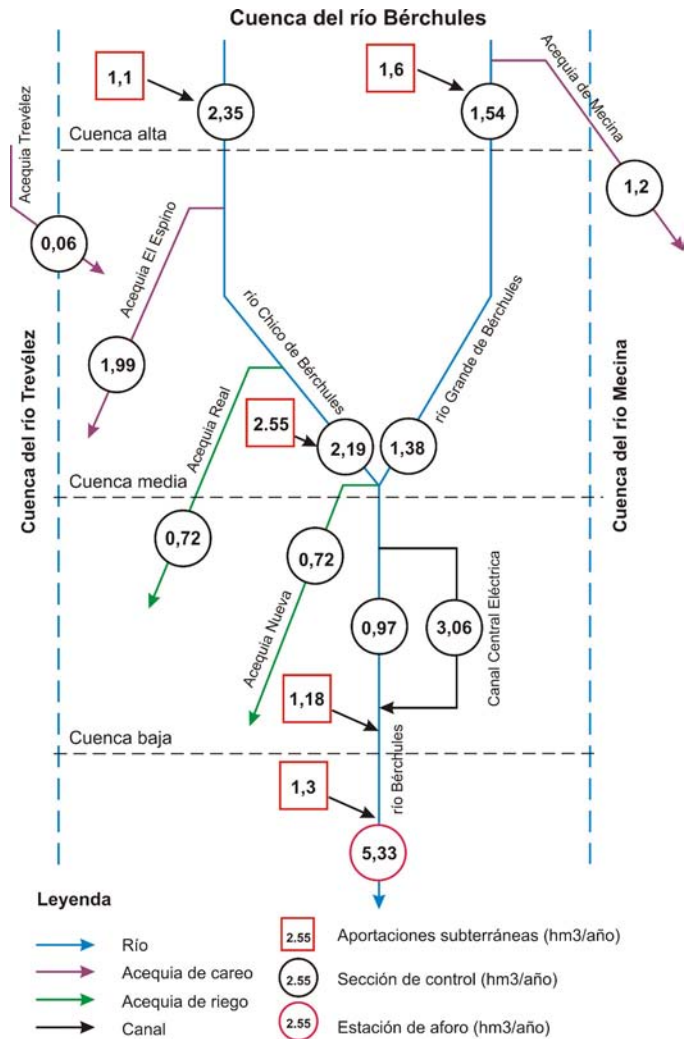 Cuenca del río Bérchules
1,1
1,6
2,35
1,54
Acequia de Mecina
Cuenca alta
Acequia Trevélez
1,2
0,06
Acequia El Espino
1,99
río Chico de Bérchules
río Grande de Bérchules
Cuenca del río Trevélez
Cuenca del río Mecina
Acequia Real
2.55
2,19
1,38
Cuenca media
0,72
0,72
Acequia Nueva
0,97
3,06
Canal Central Eléctrica
1,18
Cuenca baja
río Bérchules
1,3
5,33
Leyenda
Río
Acequia de careo
Acequia de riego
Canal
2.55 Aportaciones subterráneas (hm3/año)
2.55 Sección de control (hm3/año)
2.55 Estación de aforo (hm3/año)